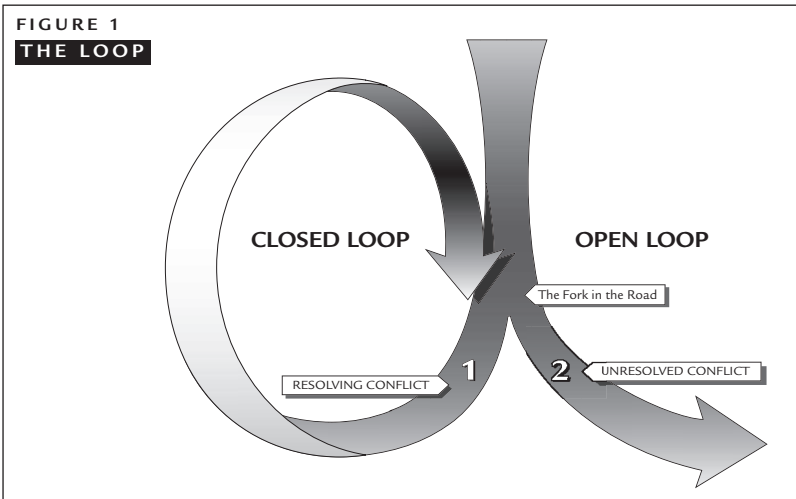 FIGURE 1
THE LOOP
CLOSED LOOP
OPEN LOOP
The Fork in the Road
1
2
RESOLVING CONFLICT
UNRESOLVED CONFLICT